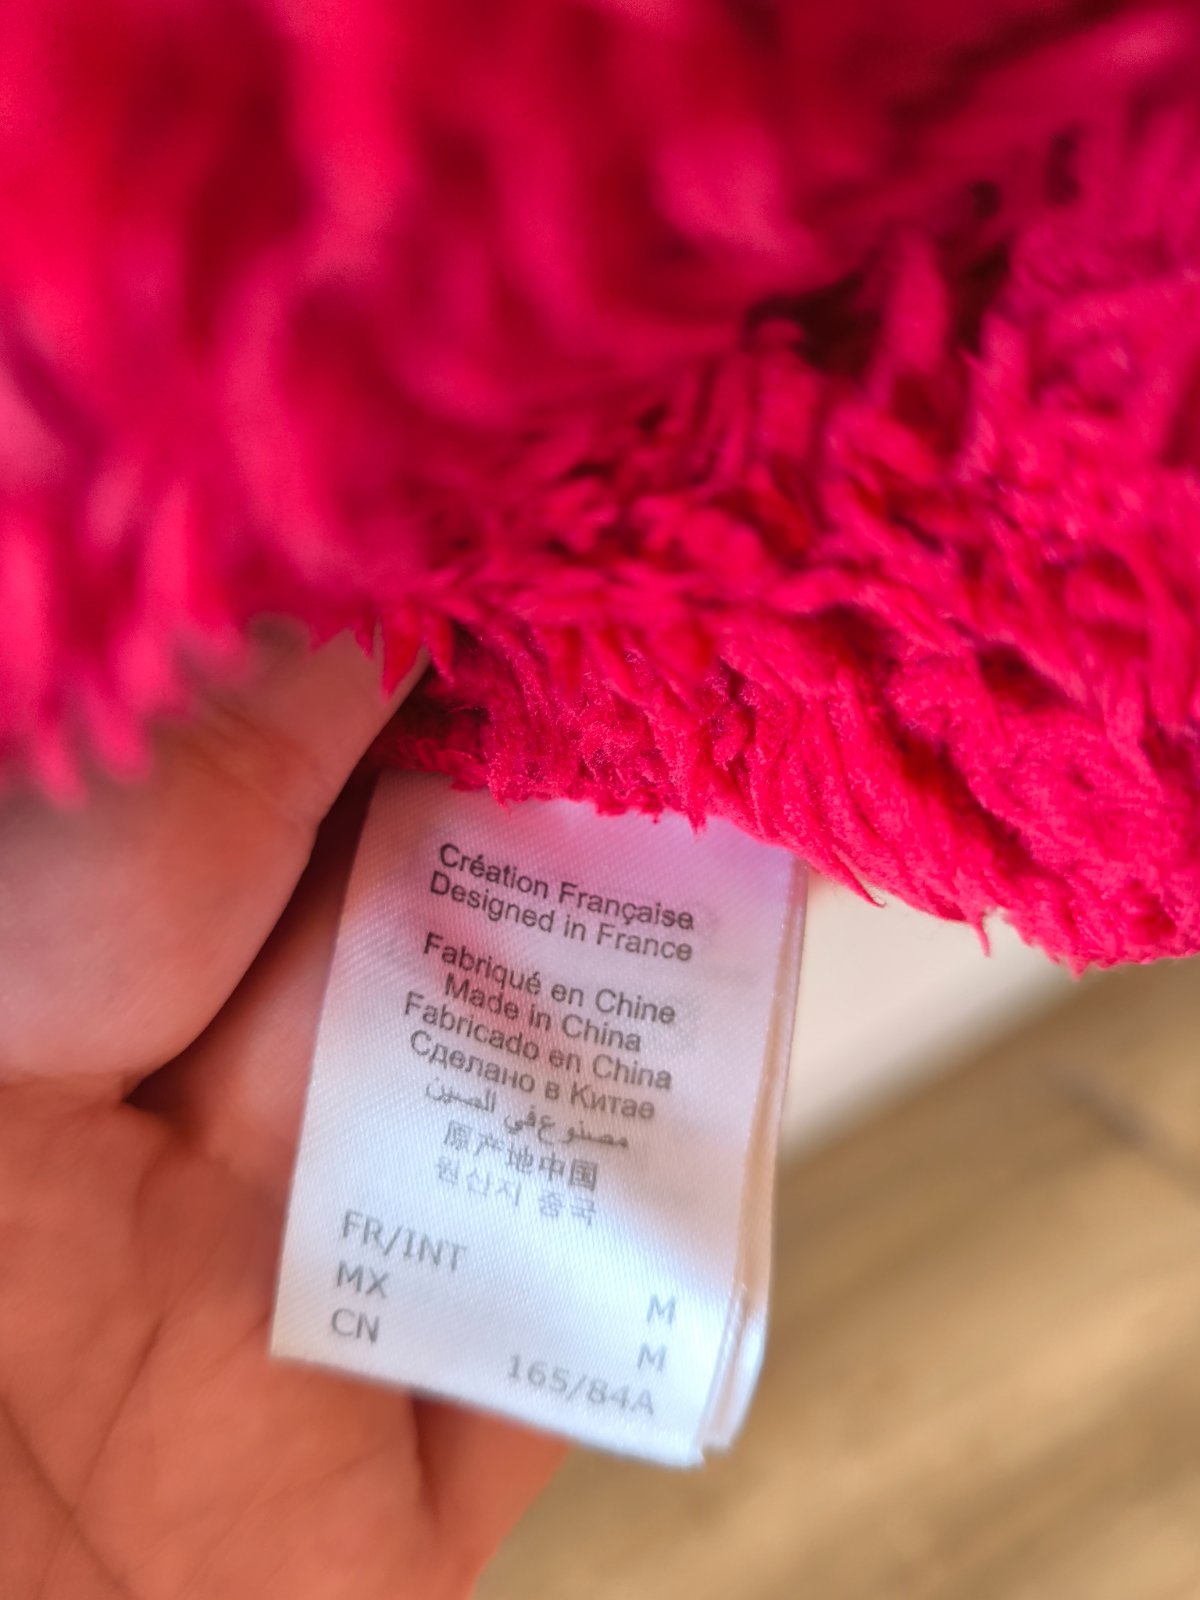 Création Française
Designed in France
Fabriqué en Chine
Made in China
Fabricado en China
Сделано в Китае
مصنوع في الصين
原产地中国
원산지 중국
FR/INT M
MX M
CN 165/84A